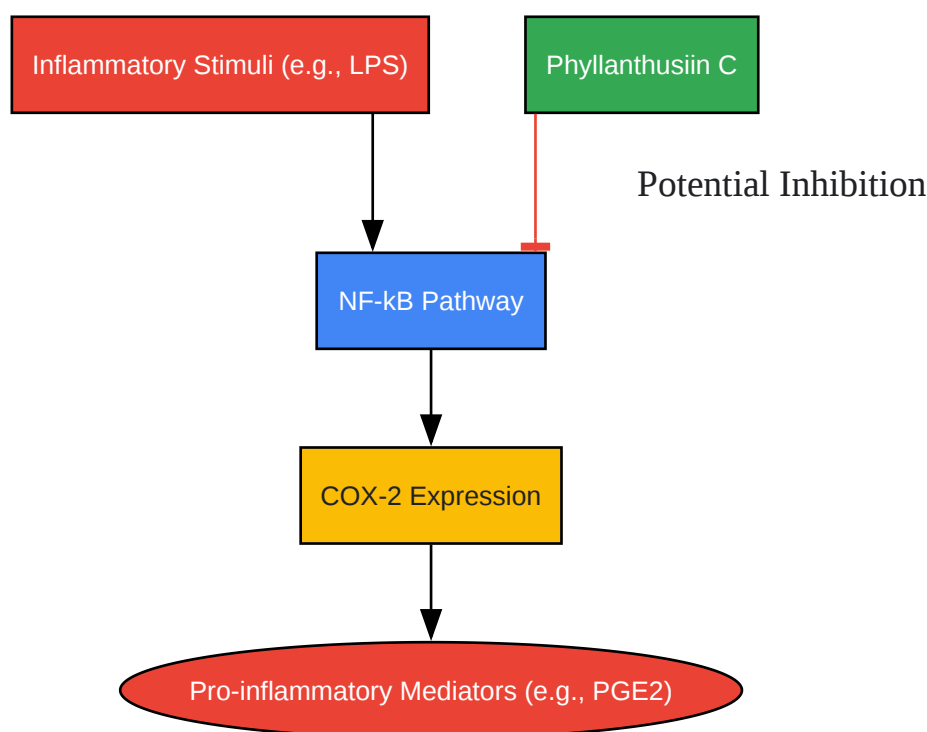 Inflammatory Stimuli (e.g., LPS)
Phyllanthusiin C
Potential Inhibition
NF-kB Pathway
COX-2 Expression
Pro-inflammatory Mediators (e.g., PGE2)